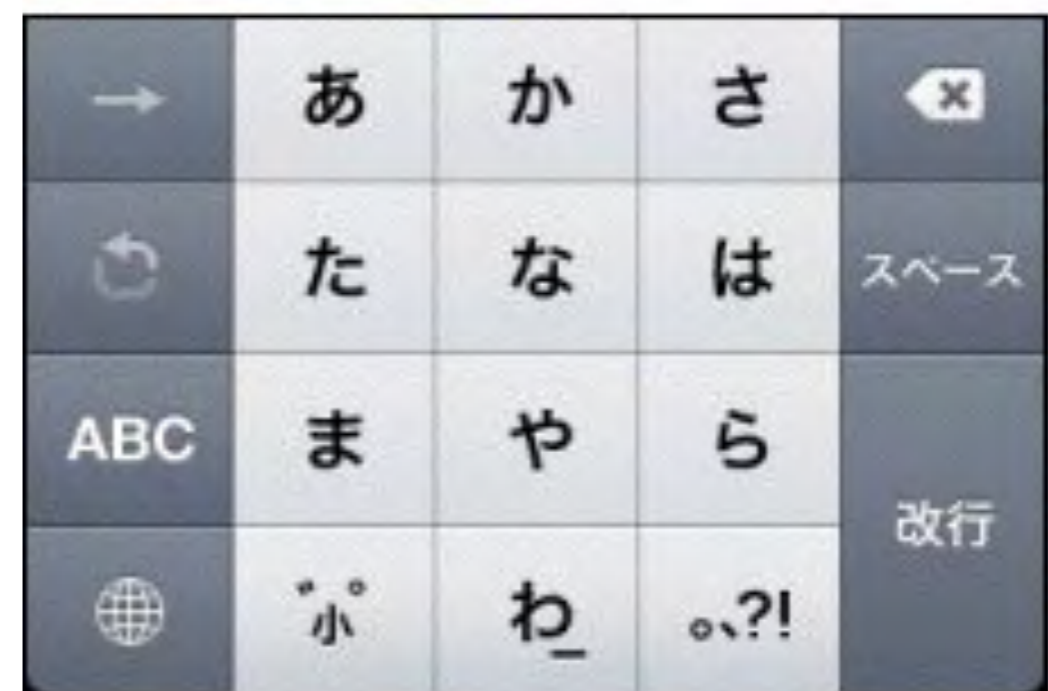 → あ か さ
た な は スペース
ABC ま や ら
改行
゛゜小 わ_ 。、?!